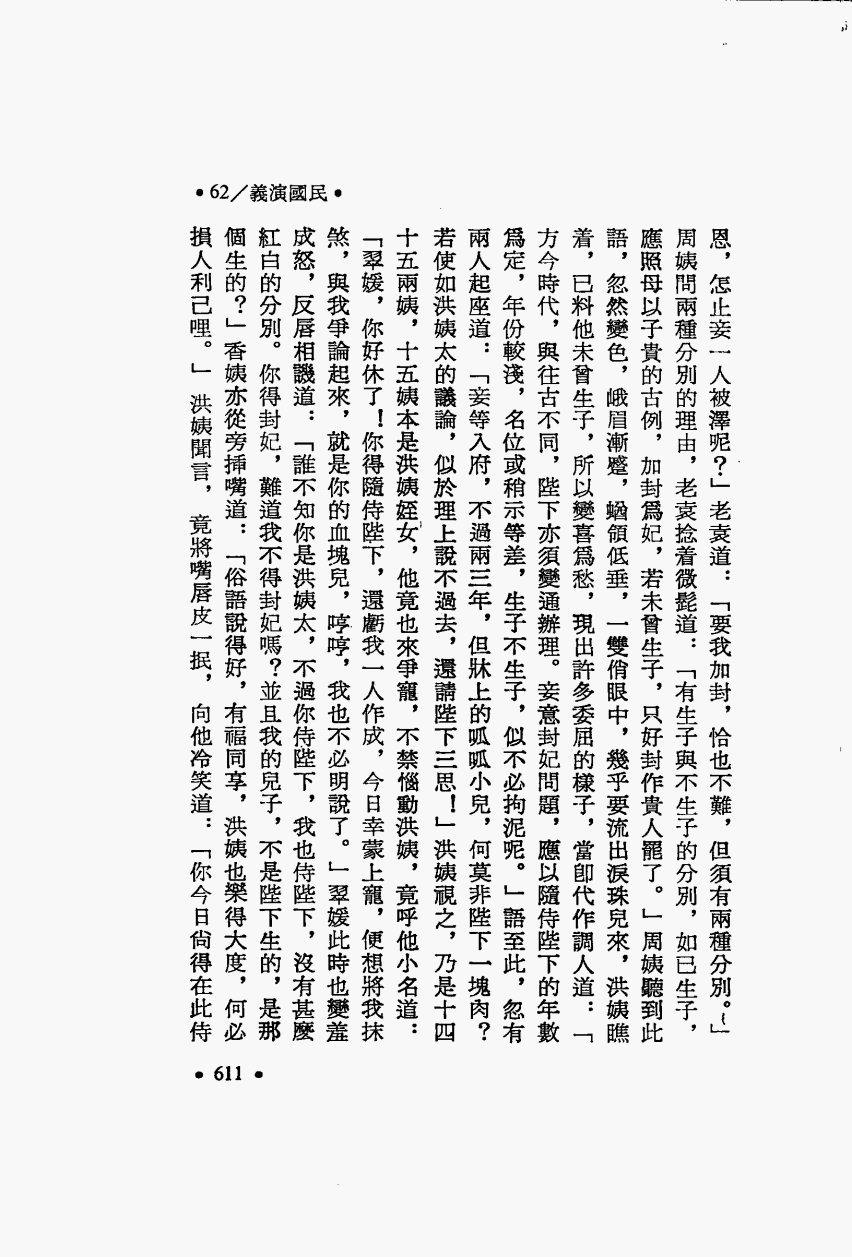 •62／義演國民•
恩，怎止妾一人被澤呢？」老袁道：「要我加封，恰也不難，但須有兩種分別。」
周姨問兩種分別的理由，老袁捻着微髭道：「有生子與不生子的分別，如已生子，
應照母以子貴的古例，加封爲妃，若未曾生子，只好封作貴人罷了。」周姨聽到此
語，忽然變色，峨眉漸蹙，蝤領低垂，一雙俏眼中，幾乎要流出淚珠兒來，洪姨瞧
着，已料他未曾生子，所以變喜爲愁，現出許多委屈的樣子，當卽代作調人道：「
方今時代，與往古不同，陛下亦須變通辦理。妾意封妃問題，應以隨侍陛下的年數
爲定，年份較淺，名位或稍示等差，生子不生子，似不必拘泥呢。」語至此，忽有
兩人起座道：「妾等入府，不過兩三年，但牀上的呱呱小兒，何莫非陛下一塊肉？
若使如洪姨太的議論，似於理上說不過去，還請陛下三思！」洪姨視之，乃是十四
十五兩姨，十五姨本是洪姨姪女，他竟也來爭寵，不禁惱動洪姨，竟呼他小名道：
「翠媛，你好休了！你得隨侍陛下，還虧我一人作成，今日幸蒙上寵，便想將我抹
煞，與我爭論起來，就是你的血塊兒，哼哼，我也不必明說了。」翠媛此時也變羞
成怒，反唇相譏道：「誰不知你是洪姨太，不過你侍陛下，我也侍陛下，沒有甚麼
紅白的分別。你得封妃，難道我不得封妃嗎？並且我的兒子，不是陛下生的，是那
個生的？」香姨亦從旁插嘴道：「俗語說得好，有福同享，洪姨也樂得大度，何必
損人利己哩。」洪姨聞言，竟將嘴唇皮一抿，向他冷笑道：「你今日尙得在此侍
•611•